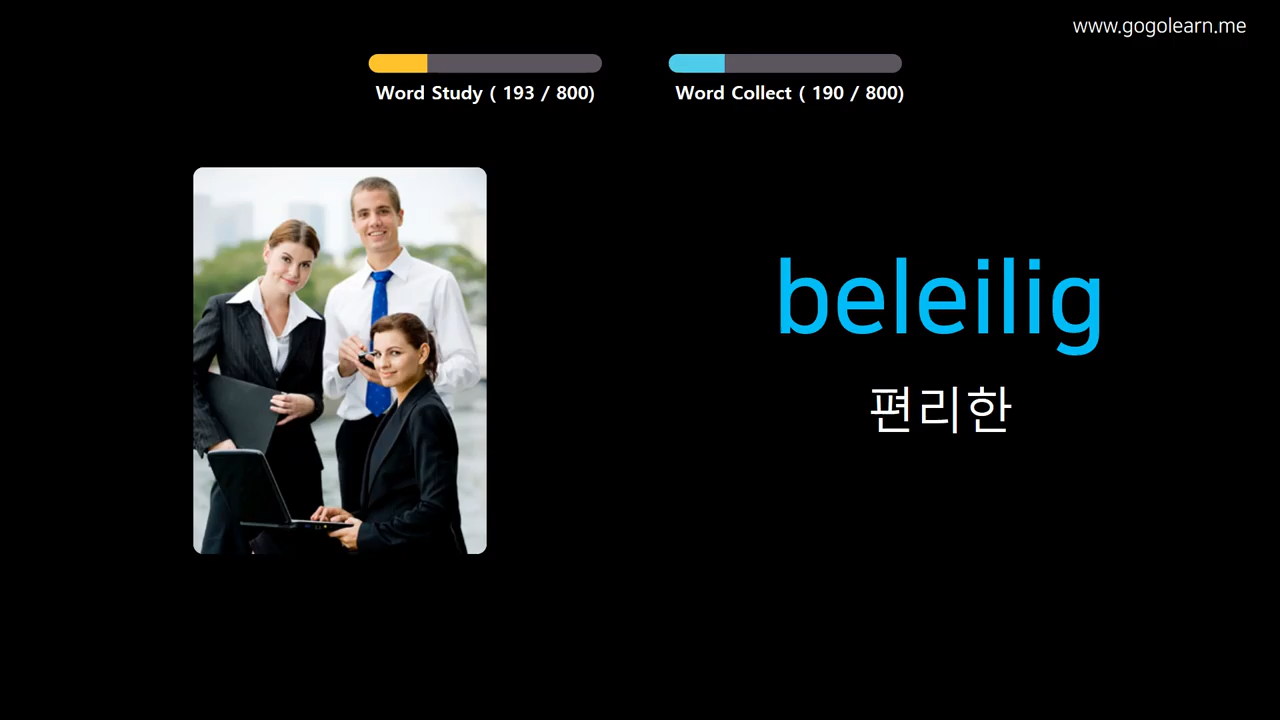 www.gogolearn.me
Word Study ( 193 / 800)
Word Collect ( 190 / 800)
beleilig
편리한